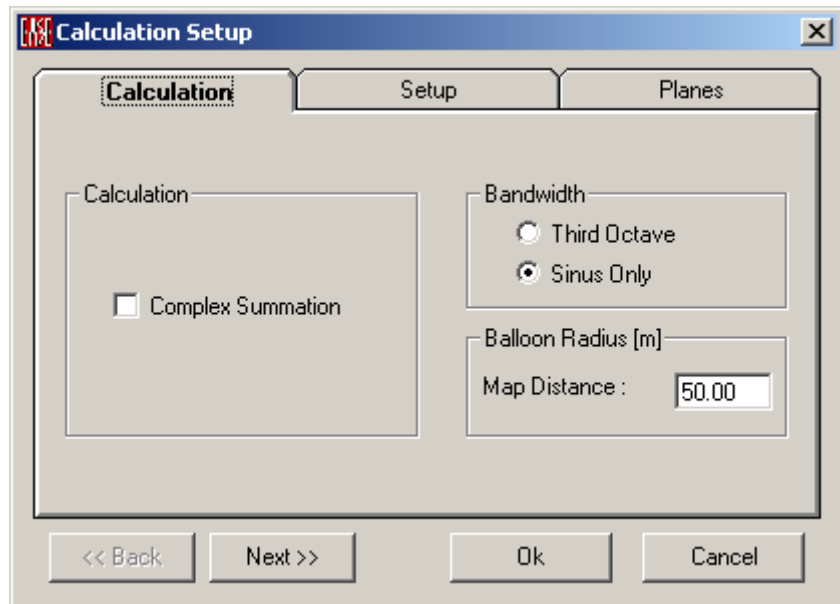 Calculation Setup
Calculation
Setup
Planes
Calculation
Complex Summation
Bandwidth
Third Octave
Sinus Only
Balloon Radius [m]
Map Distance : 50.00
<< Back
Next >>
Ok
Cancel